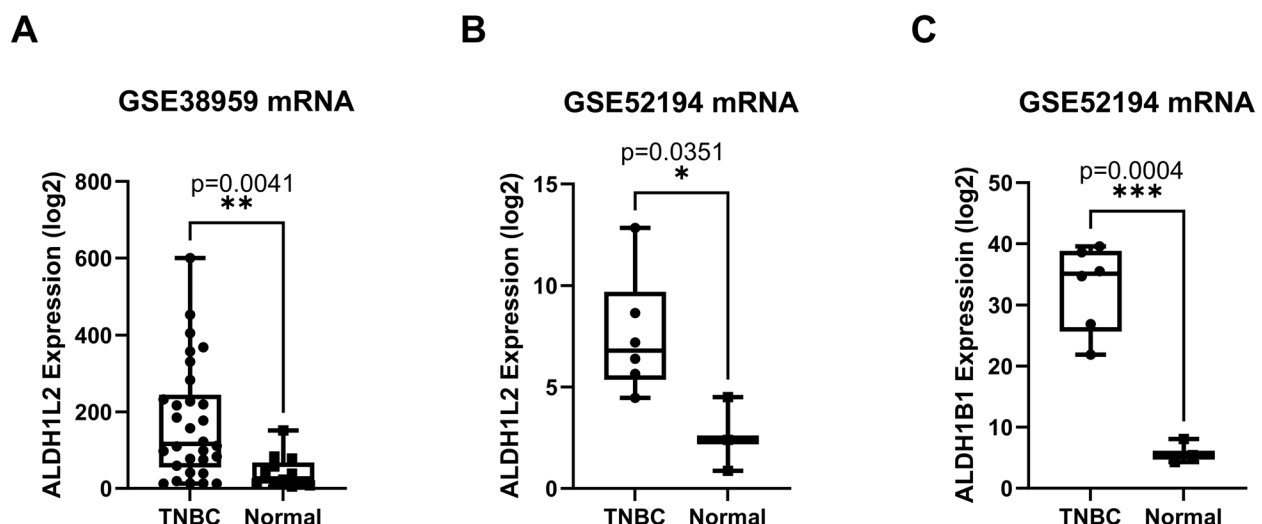 A
GSE38959 mRNA
p=0.0041
**
ALDH1L2 Expression (log2)
800
600
400
200
0
TNBC Normal
B
GSE52194 mRNA
p=0.0351
*
ALDH1L2 Expression (log2)
15
10
5
0
TNBC Normal
C
GSE52194 mRNA
p=0.0004
***
ALDH1B1 Expressioin (log2)
50
40
30
20
10
0
TNBC Normal